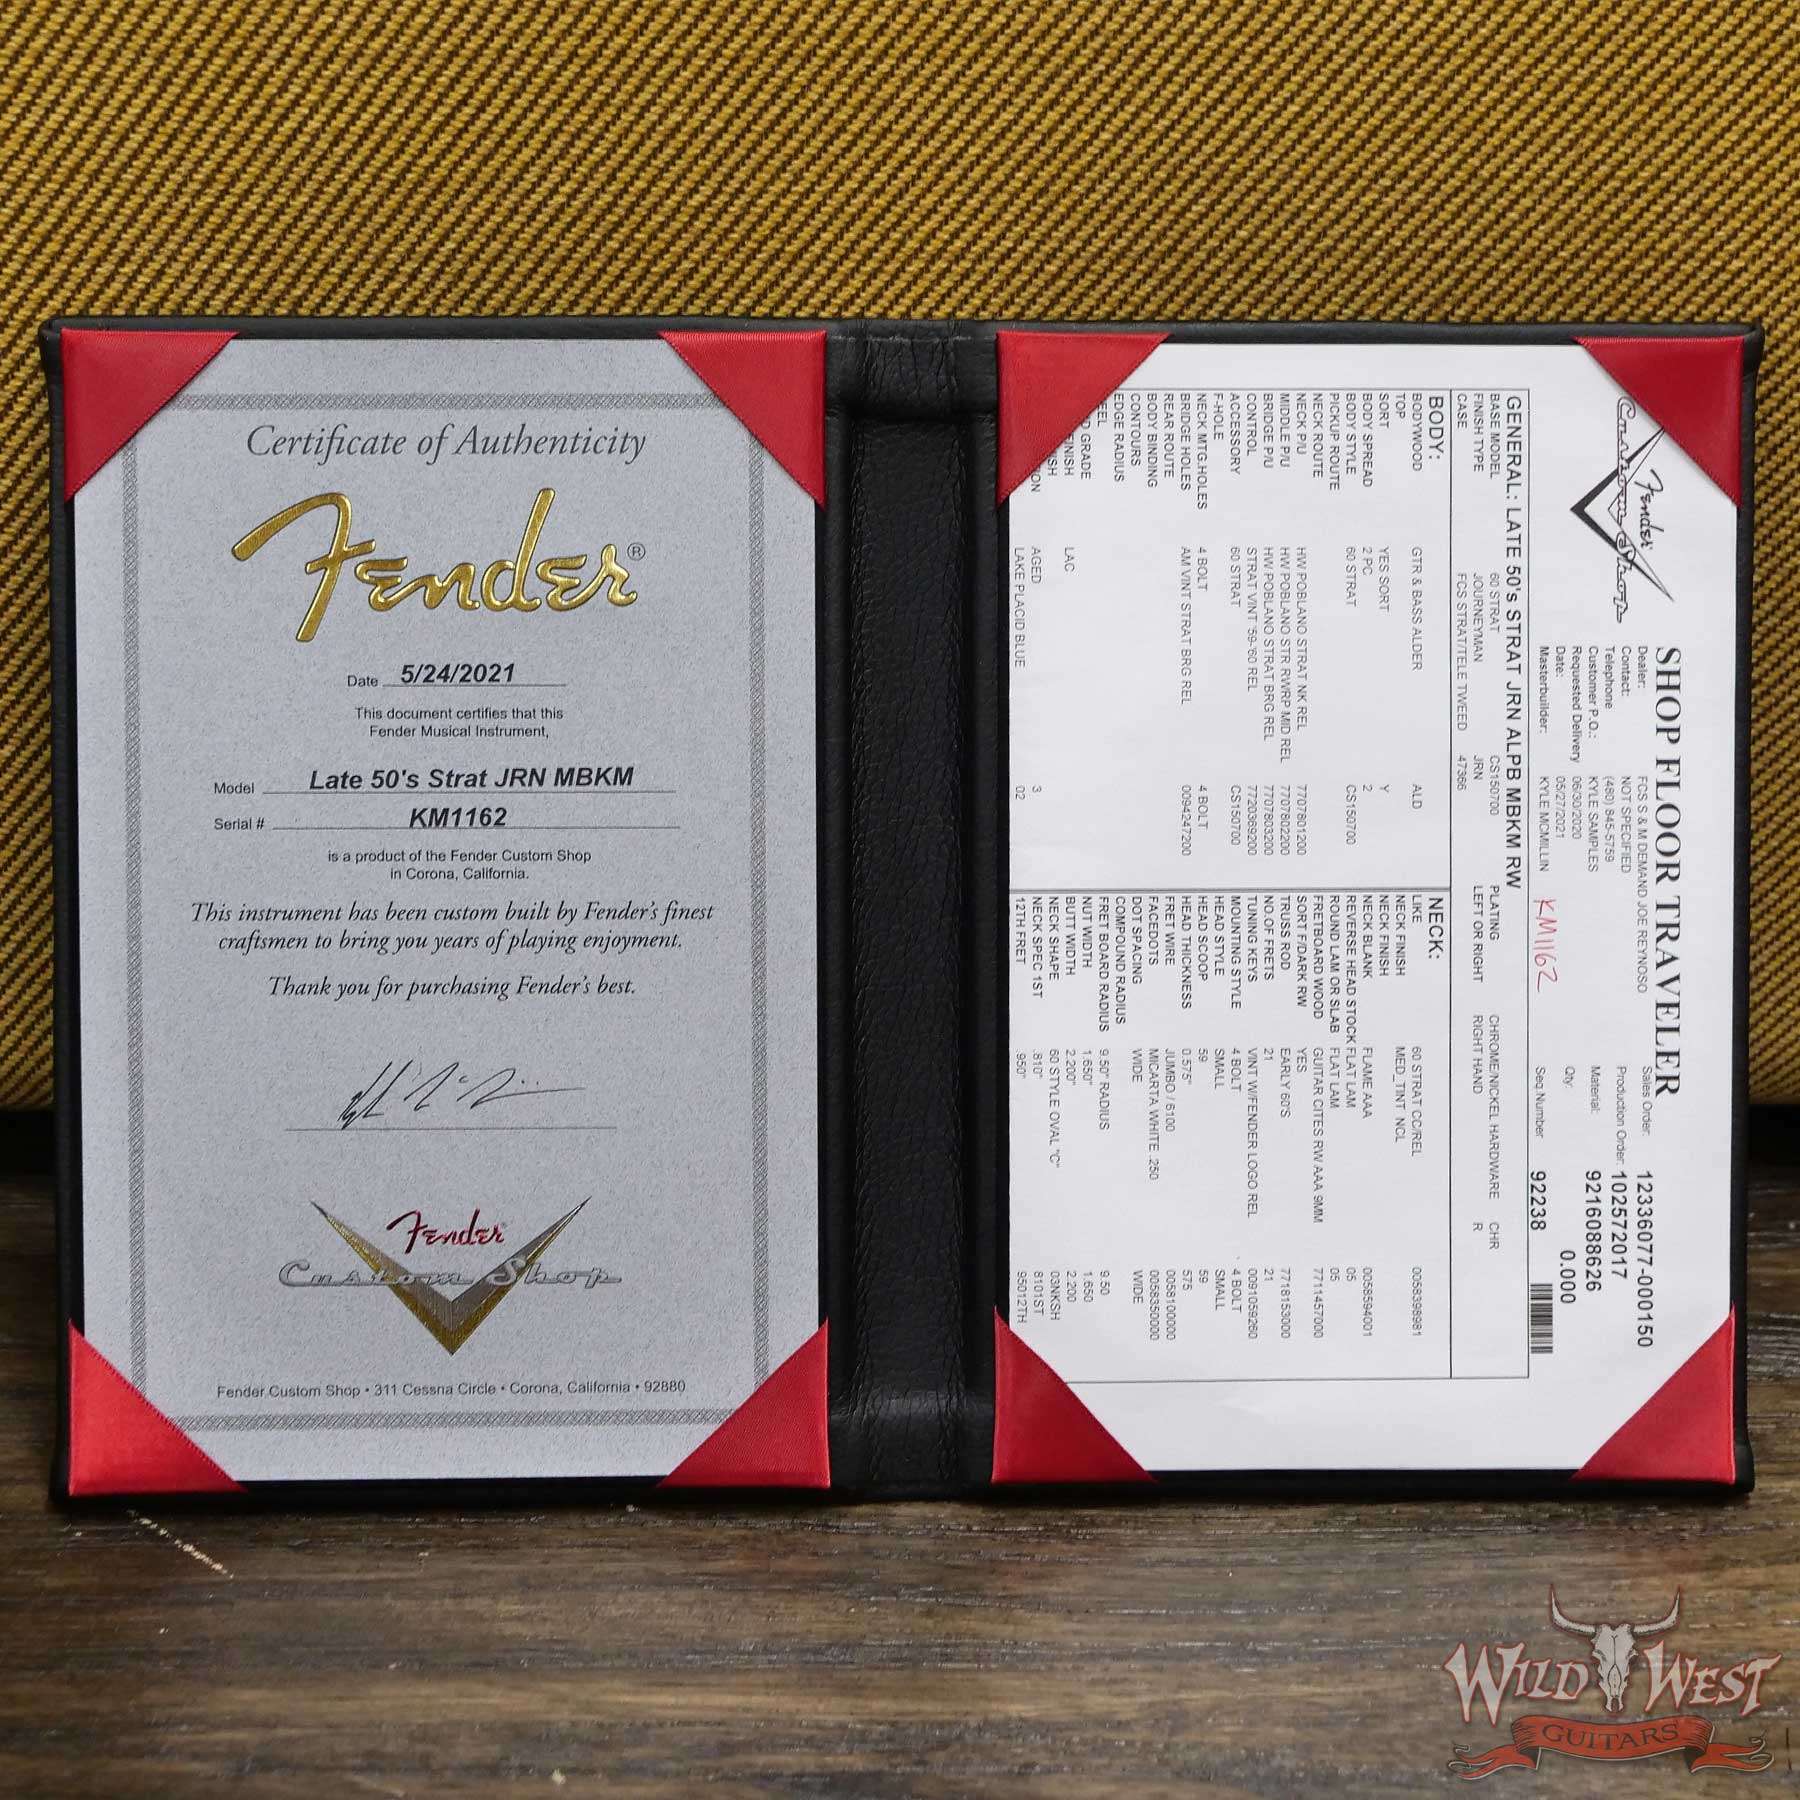 Certificate of Authenticity
Fender®
Date 5/24/2021
This document certifies that this
Fender Musical Instrument,
Model Late 50's Strat JRN MBKM
Serial # KM1162
is a product of the Fender Custom Shop
in Corona, California.
This instrument has been custom built by Fender's finest
craftsmen to bring you years of playing enjoyment.
Thank you for purchasing Fender's best.
Fender
Custom Shop
Fender Custom Shop • 311 Cessna Circle • Corona, California • 92880
Fender
Custom Shop
SHOP FLOOR TRAVELER
Dealer: FCS S & M DEMAND JOE REYNOSO
Contact: NOT SPECIFIED
Telephone (480) 845-5759
Customer P.O.: KYLE SAMPLES
Requested Delivery 06/30/2020
Date: 05/27/2021
Masterbuilder: KYLE MCMILLIN KM1162
Sales Order: 12336077-000150
Production Order: 102572017
Material: 9216088626
Qty: 0.000
Seq.Number 92238
GENERAL: LATE 50's STRAT JRN ALPB MBKM RW
BASE MODEL 60 STRAT CS150700 PLATING CHROME/NICKEL HARDWARE CHR
FINISH TYPE JOURNEYMAN JRN LEFT OR RIGHT RIGHT HAND R
CASE FCS STRAT/TELE TWEED 47366
BODY:
BODYWOOD GTR & BASS ALDER ALD
TOP
SORT YES SORT Y
BODY SPREAD 2 PC 2
BODY STYLE 60 STRAT CS150700
PICKUP ROUTE
NECK ROUTE
NECK P/U HW POBLANO STRAT NK REL 7707801200
MIDDLE P/U HW POBLANO STR RWRP MID REL 7707802200
BRIDGE P/U HW POBLANO STRAT BRG REL 7707803200
CONTROL STRAT VINT '59-'60 REL 7720369200
ACCESSORY 60 STRAT CS150700
F-HOLE
NECK MTG.HOLES 4 BOLT 4 BOLT
BRIDGE HOLES AM VINT STRAT BRG REL 0094247200
REAR ROUTE
BODY BINDING
CONTOURS
EDGE RADIUS
EEL
D GRADE
FINISH LAC
SH
ON AGED 3
LAKE PLACID BLUE 02
NECK:
LIKE 60 STRAT CC/REL 0058398981
NECK FINISH MED_TINT NCL
NECK FINISH
NECK BLANK FLAME AAA 0058594001
REVERSE HEAD STOCK FLAT LAM 05
ROUND LAM OR SLAB FLAT LAM 05
FRETBOARD WOOD GUITAR CITES RW AAA 9MM 7711457000
SORT F/DARK RW YES
TRUSS ROD EARLY 60'S 7718153000
NO.OF FRETS 21 21
TUNING KEYS VINT W/FENDER LOGO REL 0091059260
MOUNTING STYLE 4 BOLT 4 BOLT
HEAD STYLE SMALL SMALL
HEAD SCOOP 59 59
HEAD THICKNESS 0.575" 575
FRET WIRE JUMBO / 6100 0058100000
FACEDOTS MICARTA WHITE .250 0058350000
DOT SPACING WIDE WIDE
COMPOUND RADIUS
FRET BOARD RADIUS 9.50" RADIUS 9.50
NUT WIDTH 1.650" 1.650
BUTT WIDTH 2.200" 2.200
NECK SHAPE 60 STYLE OVAL "C" 03NKSH
NECK SPEC 1ST .810" 8101ST
12TH FRET .950" 95012TH
WILD WEST
GUITARS